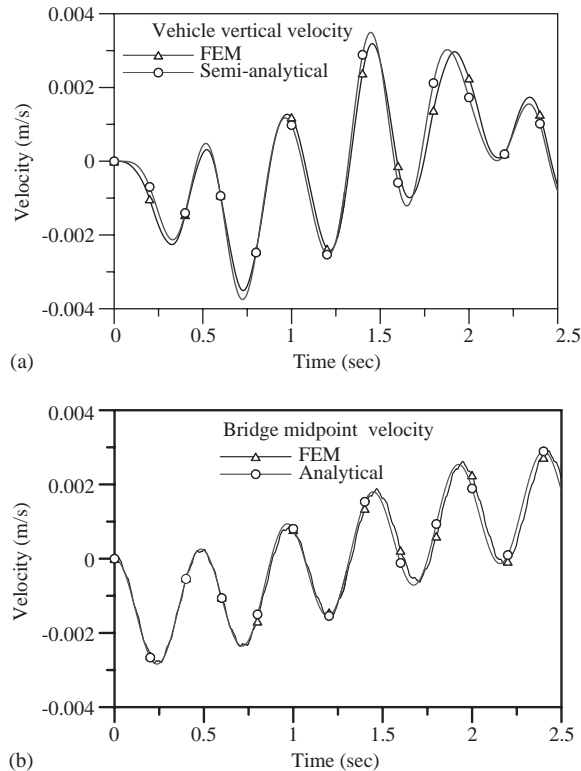 0.004
Vehicle vertical velocity
FEM
Semi-analytical
0.002
0
-0.002
-0.004
Velocity (m/s)
0 0.5 1 1.5 2 2.5
Time (sec)
(a)
0.004
Bridge midpoint velocity
FEM
Analytical
0.002
0
-0.002
-0.004
Velocity (m/s)
0 0.5 1 1.5 2 2.5
Time (sec)
(b)